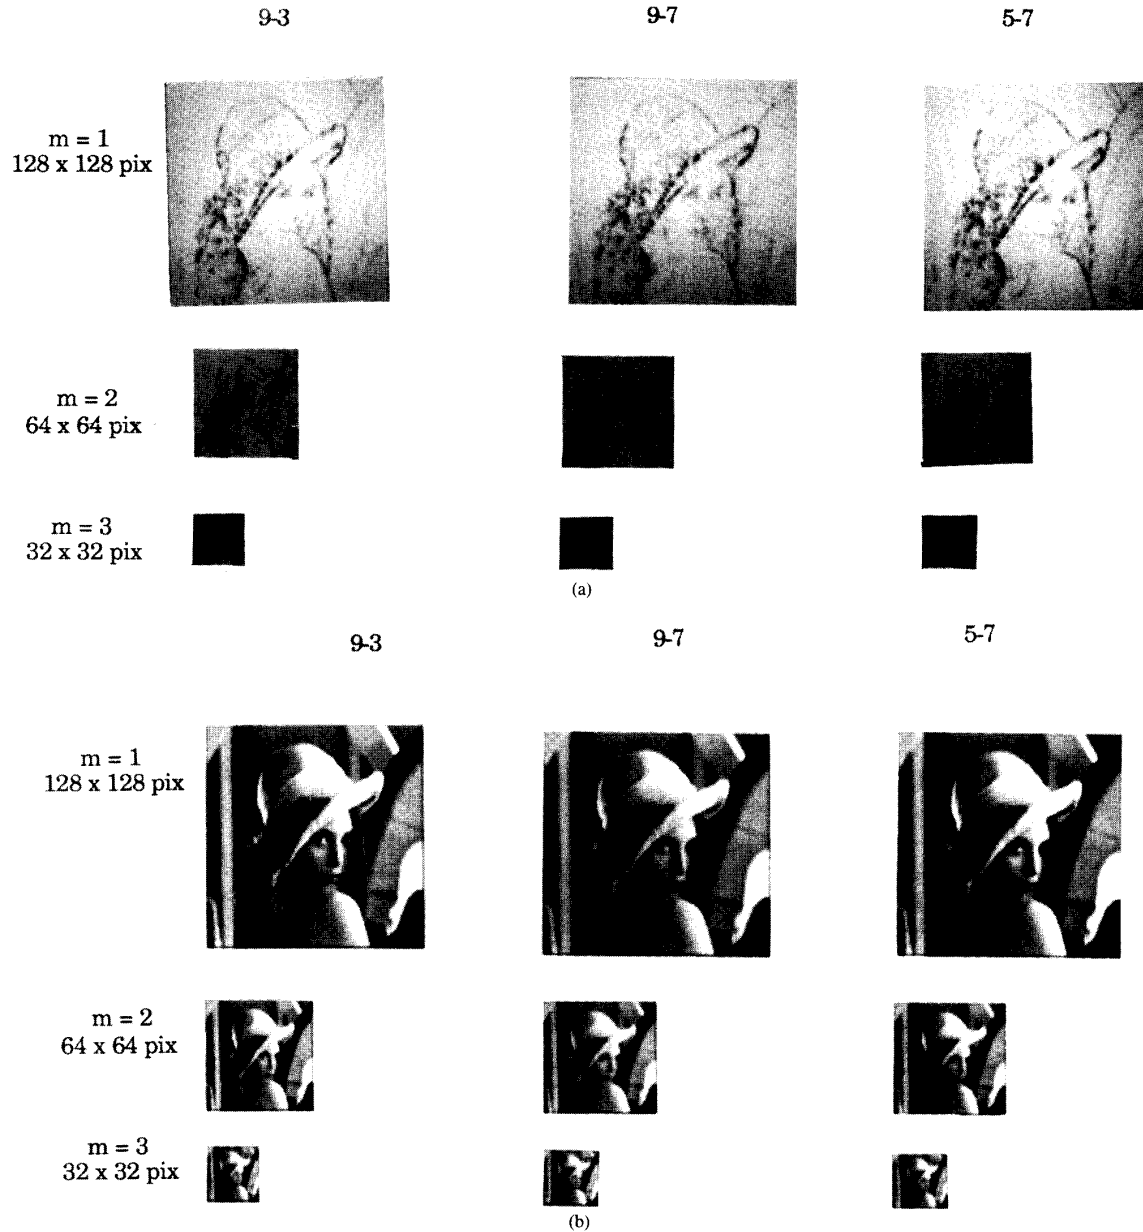 9-3 9-7 5-7
m = 1
128 x 128 pix
m = 2
64 x 64 pix
m = 3
32 x 32 pix
(a)
9-3 9-7 5-7
m = 1
128 x 128 pix
m = 2
64 x 64 pix
m = 3
32 x 32 pix
(b)